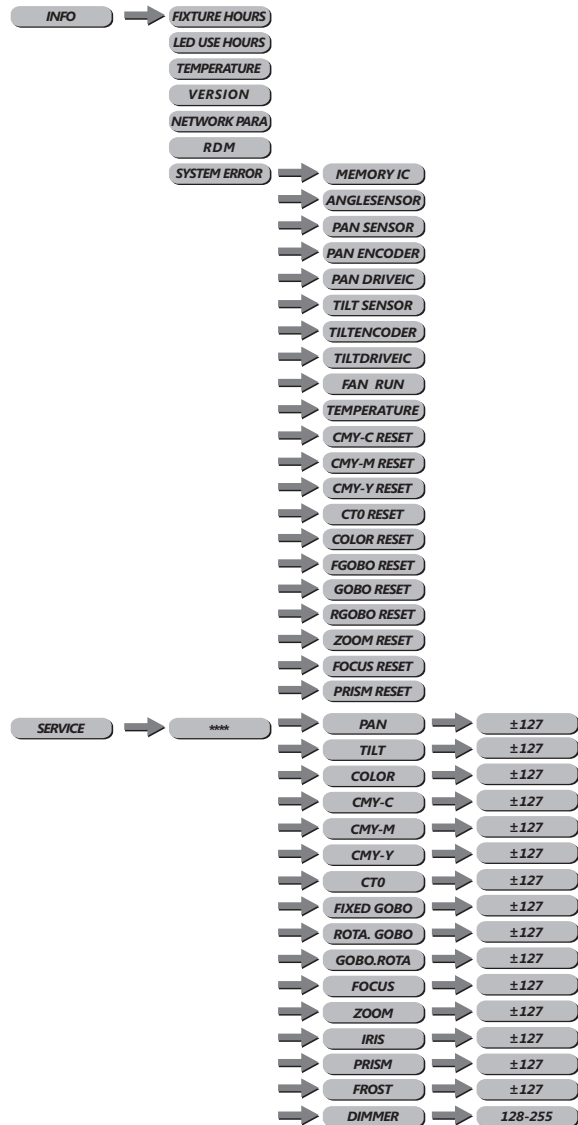 INFO FIXTURE HOURS
LED USE HOURS
TEMPERATURE
VERSION
NETWORK PARA
RDM
SYSTEM ERROR MEMORY IC
ANGLESENSOR
PAN SENSOR
PAN ENCODER
PAN DRIVEIC
TILT SENSOR
TILTENCODER
TILTDRIVEIC
FAN RUN
TEMPERATURE
CMY-C RESET
CMY-M RESET
CMY-Y RESET
CT0 RESET
COLOR RESET
FGOBO RESET
GOBO RESET
RGOBO RESET
ZOOM RESET
FOCUS RESET
PRISM RESET
SERVICE **** PAN ±127
TILT ±127
COLOR ±127
CMY-C ±127
CMY-M ±127
CMY-Y ±127
CT0 ±127
FIXED GOBO ±127
ROTA. GOBO ±127
GOBO.ROTA ±127
FOCUS ±127
ZOOM ±127
IRIS ±127
PRISM ±127
FROST ±127
DIMMER 128-255